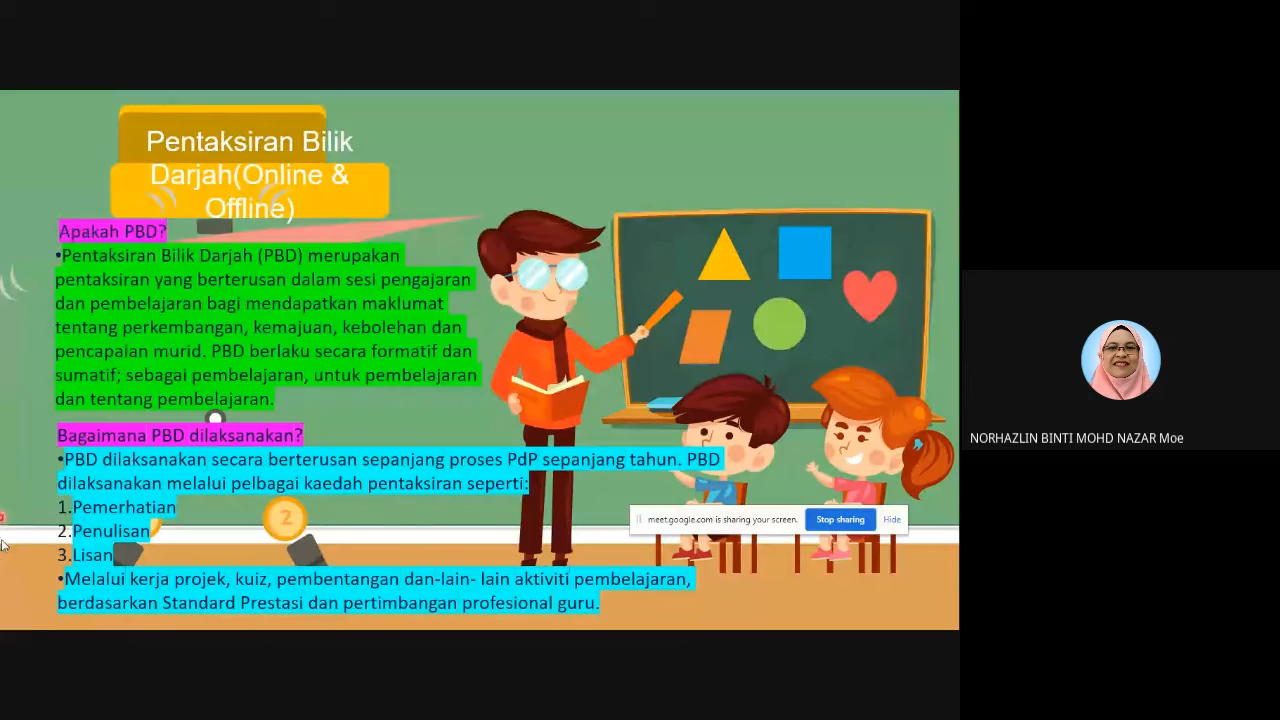 Pentaksiran Bilik
Darjah(Online &
Offline)
Apakah PBD?
•Pentaksiran Bilik Darjah (PBD) merupakan
pentaksiran yang berterusan dalam sesi pengajaran
dan pembelajaran bagi mendapatkan maklumat
tentang perkembangan, kemajuan, kebolehan dan
pencapaian murid. PBD berlaku secara formatif dan
sumatif; sebagai pembelajaran, untuk pembelajaran
dan tentang pembelajaran.
Bagaimana PBD dilaksanakan?
•PBD dilaksanakan secara berterusan sepanjang proses PdP sepanjang tahun. PBD
dilaksanakan melalui pelbagai kaedah pentaksiran seperti:
1.Pemerhatian
2.Penulisan
3.Lisan
•Melalui kerja projek, kuiz, pembentangan dan-lain- lain aktiviti pembelajaran,
berdasarkan Standard Prestasi dan pertimbangan profesional guru.
2
meet.google.com is sharing your screen.
Stop sharing
Hide
NORHAZLIN BINTI MOHD NAZAR Moe